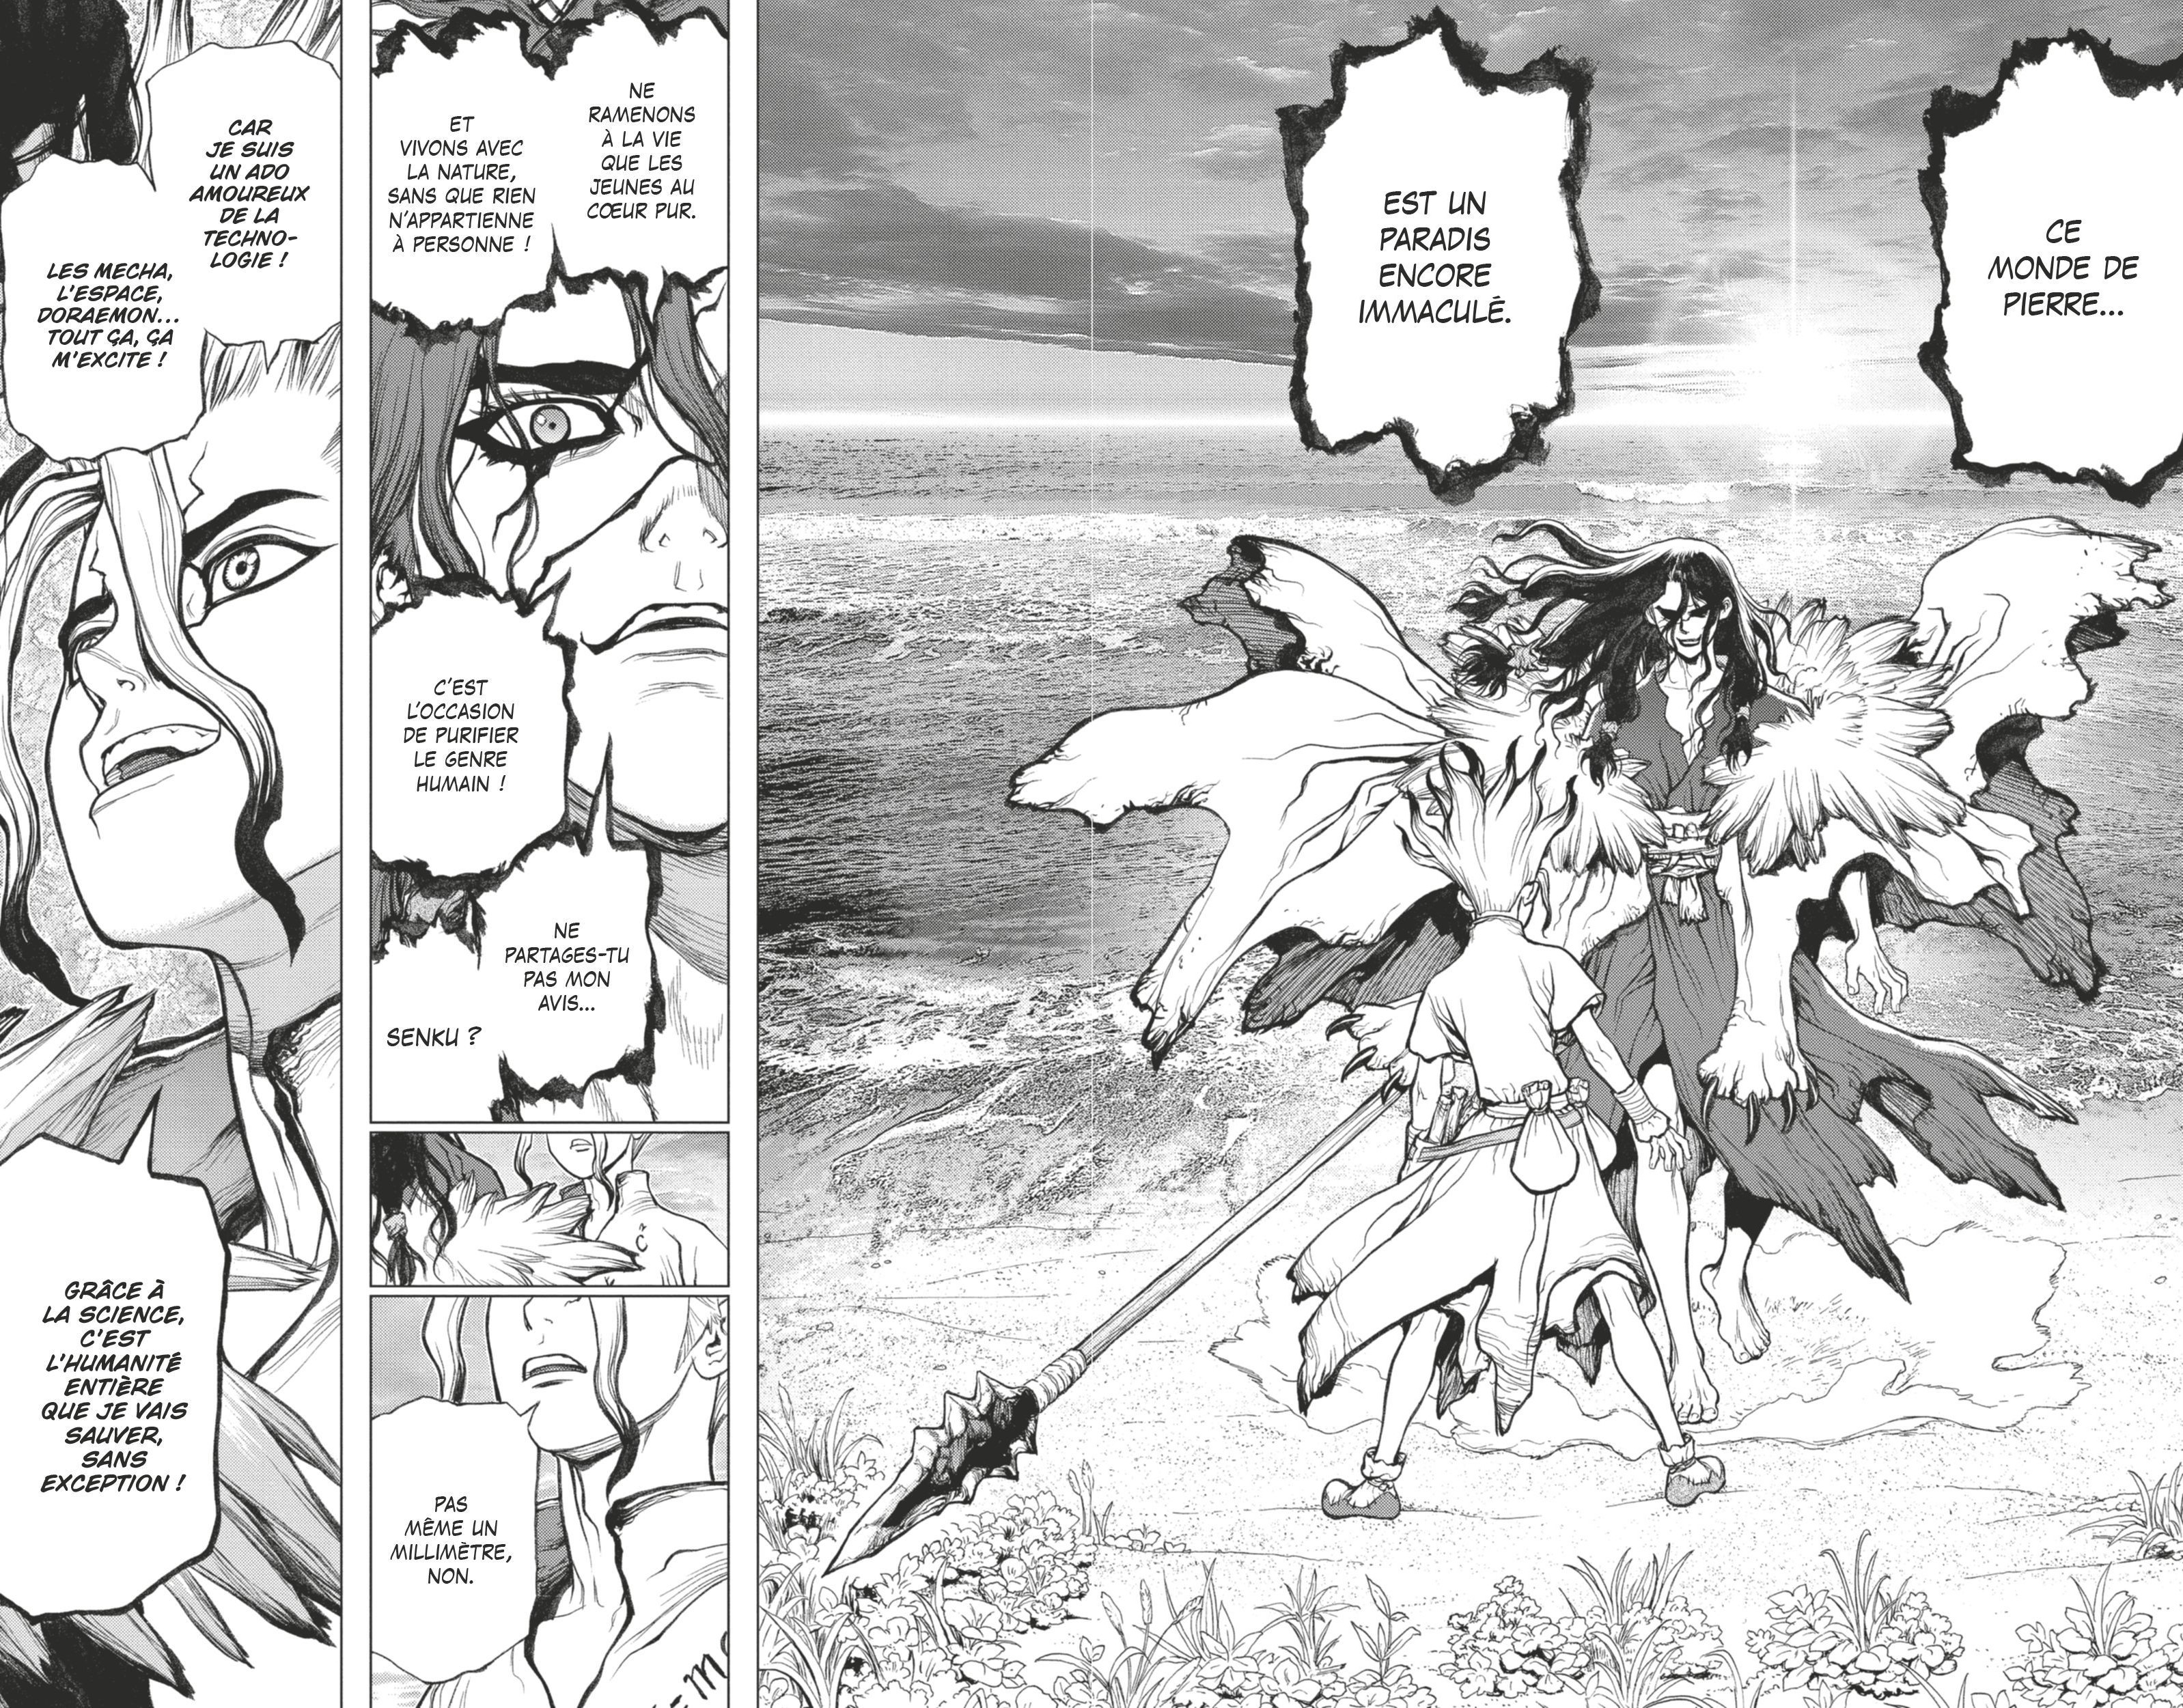 CE
MONDE DE
PIERRE...
EST UN
PARADIS
ENCORE
IMMACULÉ.
NE
RAMENONS
À LA VIE
QUE LES
JEUNES AU
CŒUR PUR.
ET
VIVONS AVEC
LA NATURE,
SANS QUE RIEN
N'APPARTIENNE
À PERSONNE !
C'EST
L'OCCASION
DE PURIFIER
LE GENRE
HUMAIN !
NE
PARTAGES-TU
PAS MON
AVIS...
SENKU ?
PAS
MÊME UN
MILLIMÈTRE,
NON.
CAR
JE SUIS
UN ADO
AMOUREUX
DE LA
TECHNO-
LOGIE !
LES MECHA,
L'ESPACE,
DORAEMON...
TOUT ÇA, ÇA
M'EXCITE !
GRÂCE À
LA SCIENCE,
C'EST
L'HUMANITÉ
ENTIÈRE
QUE JE VAIS
SAUVER,
SANS
EXCEPTION !